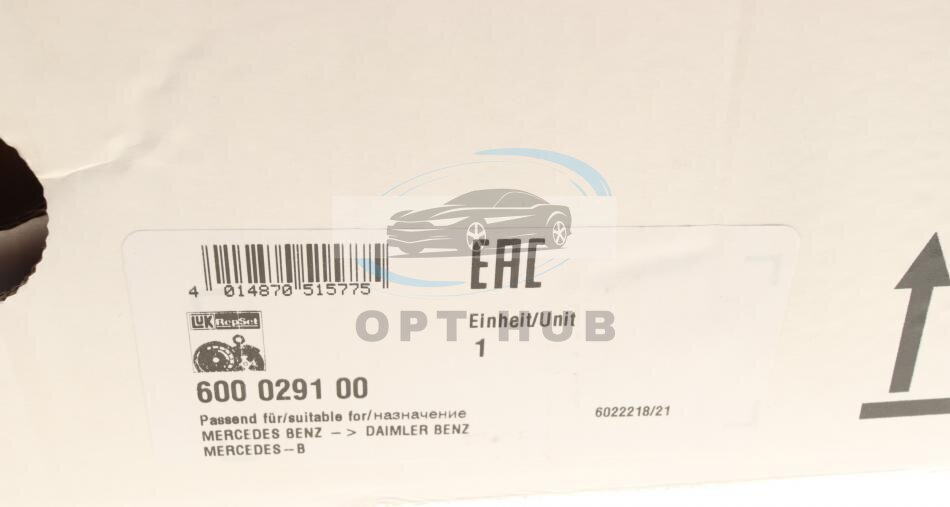 EAC
4 014870 515775
LUK RepSet
Einheit/Unit
1
OPT HUB
600 0291 00
Passend für/suitable for/назначение
MERCEDES BENZ –> DAIMLER BENZ
MERCEDES–B
6022218/21